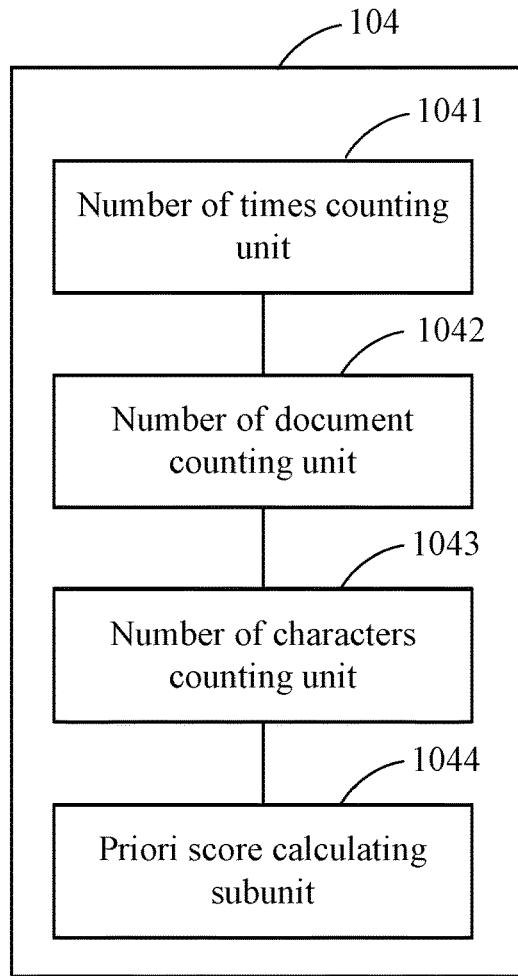 104
1041
Number of times counting
unit
1042
Number of document
counting unit
1043
Number of characters
counting unit
1044
Priori score calculating
subunit